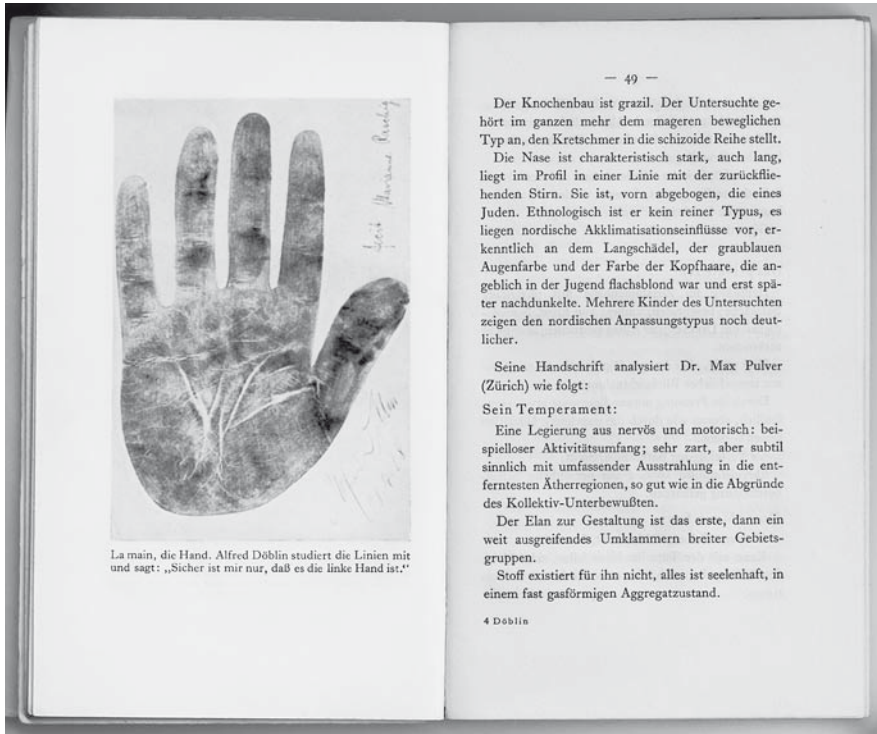 Marianne Raschig
La main, die Hand. Alfred Döblin studiert die Linien mit
und sagt: „Sicher ist mir nur, daß es die linke Hand ist.“
— 49 —
Der Knochenbau ist grazil. Der Untersuchte ge-
hört im ganzen mehr dem mageren beweglichen
Typ an, den Kretschmer in die schizoide Reihe stellt.
Die Nase ist charakteristisch stark, auch lang,
liegt im Profil in einer Linie mit der zurückflie-
henden Stirn. Sie ist, vorn abgebogen, die eines
Juden. Ethnologisch ist er kein reiner Typus, es
liegen nordische Akklimatisationseinflüsse vor, er-
kenntlich an dem Langschädel, der graublauen
Augenfarbe und der Farbe der Kopfhaare, die an-
geblich in der Jugend flachsblond war und erst spä-
ter nachdunkelte. Mehrere Kinder des Untersuchten
zeigen den nordischen Anpassungstypus noch deut-
licher.
Seine Handschrift analysiert Dr. Max Pulver
(Zürich) wie folgt:
Sein Temperament:
Eine Legierung aus nervös und motorisch: bei-
spielloser Aktivitätsumfang; sehr zart, aber subtil
sinnlich mit umfassender Ausstrahlung in die ent-
ferntesten Ätherregionen, so gut wie in die Abgründe
des Kollektiv-Unterbewußten.
Der Elan zur Gestaltung ist das erste, dann ein
weit ausgreifendes Umklammern breiter Gebiets-
gruppen.
Stoff existiert für ihn nicht, alles ist seelenhaft, in
einem fast gasförmigen Aggregatzustand.
4 Döblin